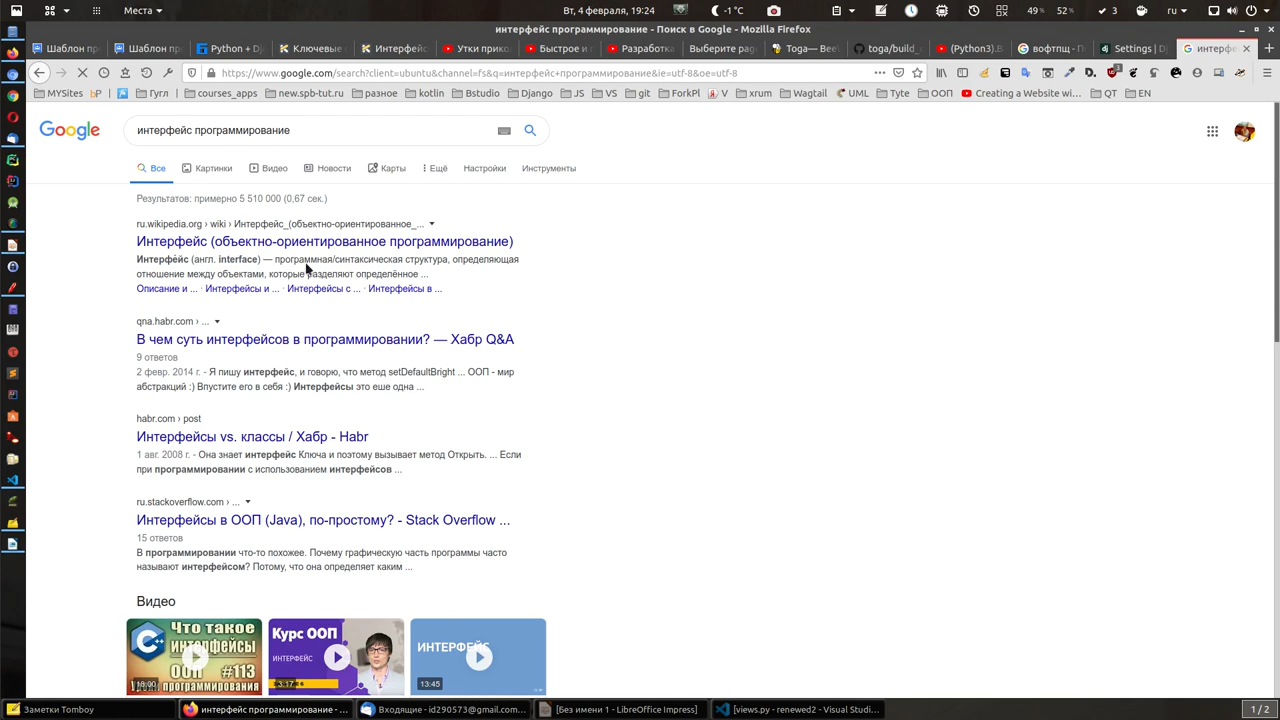 Места
Вт, 4 февраля, 19:24
-1 °C
49%
52%
3
ru
интерфейс программирование - Поиск в Google - Mozilla Firefox
Шаблон пр
Шаблон пр
Python + Dj
Ключевые
Интерфейс
Утки прико.
Быстрое и г
Разработка
Выберите радио
Toga— Bee
toga/build_r
(Python3).В
вофтпщ - П
Settings | Dj
интерфе
https://www.google.com/search?client=ubuntu&channel=fs&q=интерфейс+программирование&ie=utf-8&oe=utf-8
MYSites
bP
Гугл
courses_apps
new.spb-tut.ru
разное
kotlin
Bstudio
Django
JS
VS
git
ForkPl
V
xrum
Wagtail
UML
Tyte
ООП
Creating a Website wi…
QT
EN
Google
интерфейс программирование
Все
Картинки
Видео
Новости
Карты
Ещё
Настройки
Инструменты
Результатов: примерно 5 510 000 (0,67 сек.)
ru.wikipedia.org › wiki › Интерфейс_(объектно-ориентированное_...
Интерфейс (объектно-ориентированное программирование)
Интерфе́йс (англ. interface) — программная/синтаксическая структура, определяющая
отношение между объектами, которые разделяют определённое ...
Описание и ... · Интерфейсы и ... · Интерфейсы с ... · Интерфейсы в ...
qna.habr.com › ...
В чем суть интерфейсов в программировании? — Хабр Q&A
9 ответов
2 февр. 2014 г. - Я пишу интерфейс, и говорю, что метод setDefaultBright ... ООП - мир
абстракций :) Впустите его в себя :) Интерфейсы это еше одна ...
habr.com › post
Интерфейсы vs. классы / Хабр - Habr
1 авг. 2008 г. - Она знает интерфейс Ключа и поэтому вызывает метод Открыть. ... Если
при программировании с использованием интерфейсов ...
ru.stackoverflow.com › ...
Интерфейсы в ООП (Java), по-простому? - Stack Overflow ...
15 ответов
В программировании что-то похожее. Почему графическую часть программы часто
называют интерфейсом? Потому, что она определяет каким ...
Видео
Что такое
интерфейсы
ООП #113
программирования
Курс ООП
ИНТЕРФЕЙС
3:17
ИНТЕРФЕЙС
13:45
Заметки Tomboy
интерфейс программирование - ...
Входящие - id290573@gmail.com...
[Без имени 1 - LibreOffice Impress]
[views.py - renewed2 - Visual Studi...
1 / 2